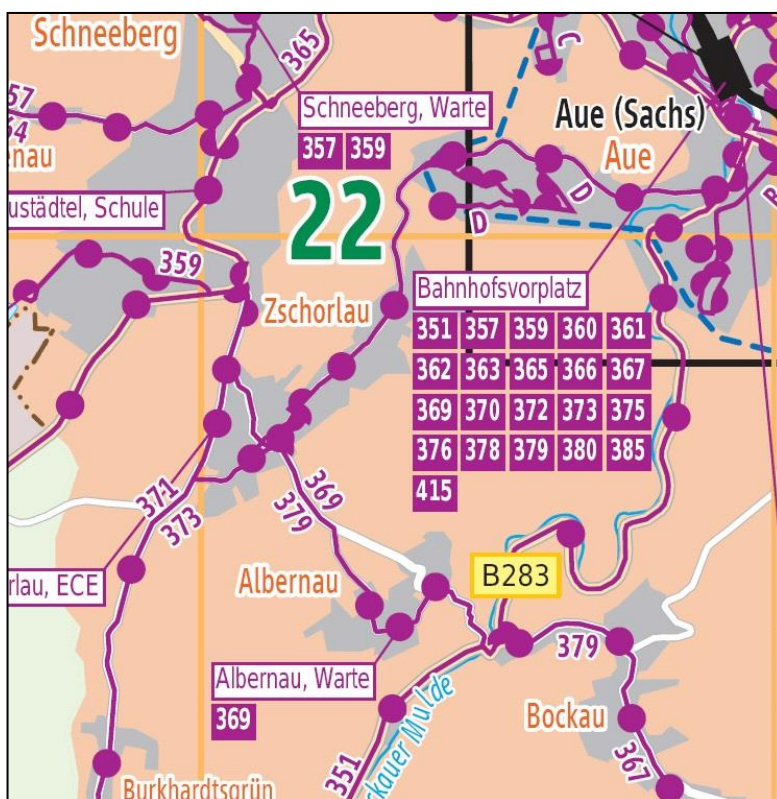 Schneeberg
365
C
Schneeberg, Warte
357 359
Aue (Sachs)
Aue
57
54
enau
22
D
D
B
ustädtel, Schule
359
Zschorlau
Bahnhofsvorplatz
351 357 359 360 361
362 363 365 366 367
369 370 372 373 375
376 378 379 380 385
415
371
373
369
379
rlau, ECE
Albernau
B283
379
Albernau, Warte
369
Bockau
351
ckauer Mulde
367
Burkhardtsgrün